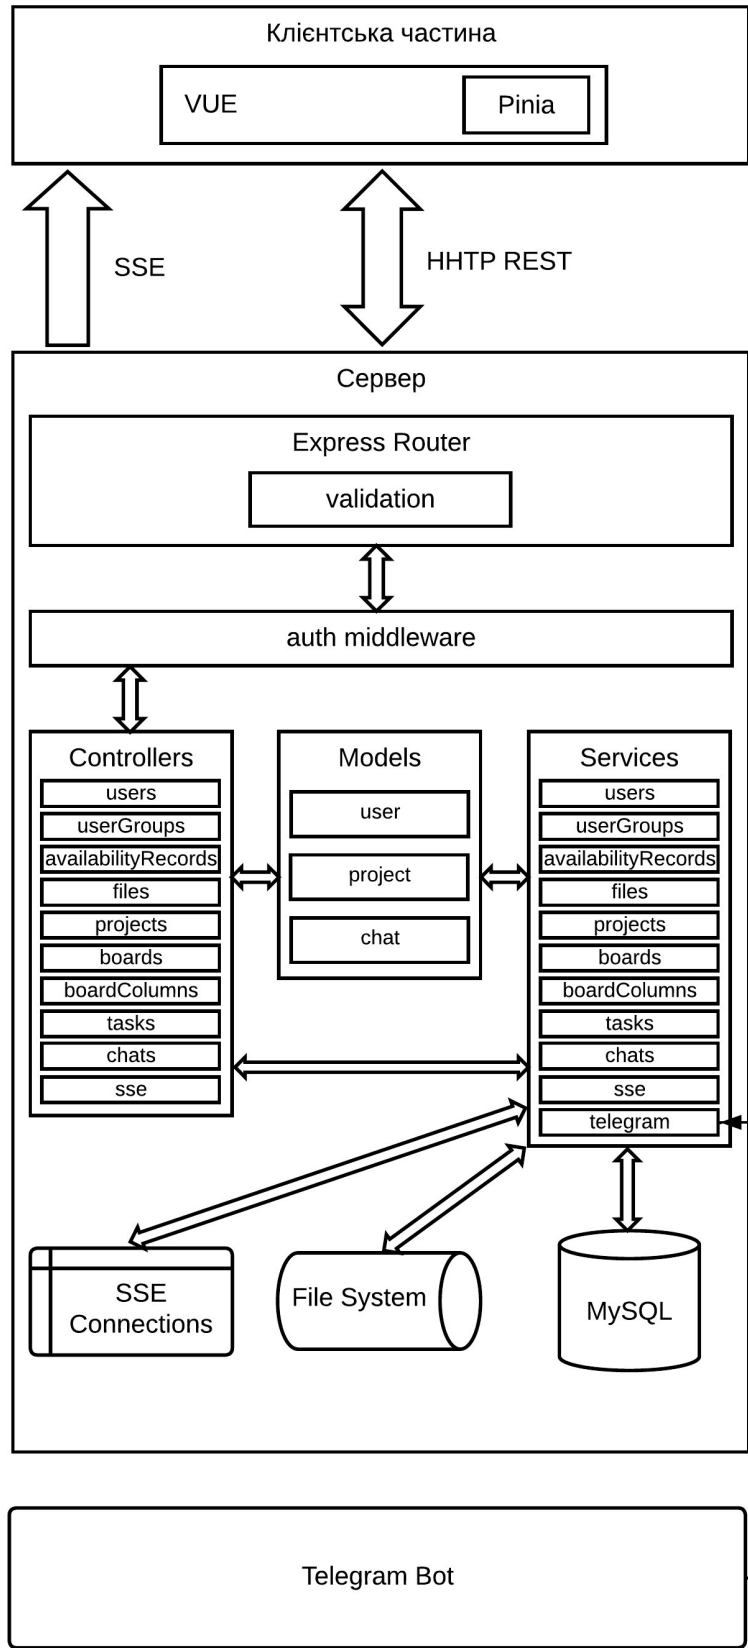 Клієнтська частина
VUE
Pinia
SSE
HHTP REST
Сервер
Express Router
validation
auth middleware
Controllers
users
userGroups
availabilityRecords
files
projects
boards
boardColumns
tasks
chats
sse
Models
user
project
chat
Services
users
userGroups
availabilityRecords
files
projects
boards
boardColumns
tasks
chats
sse
telegram
SSE
Connections
File System
MySQL
Telegram Bot